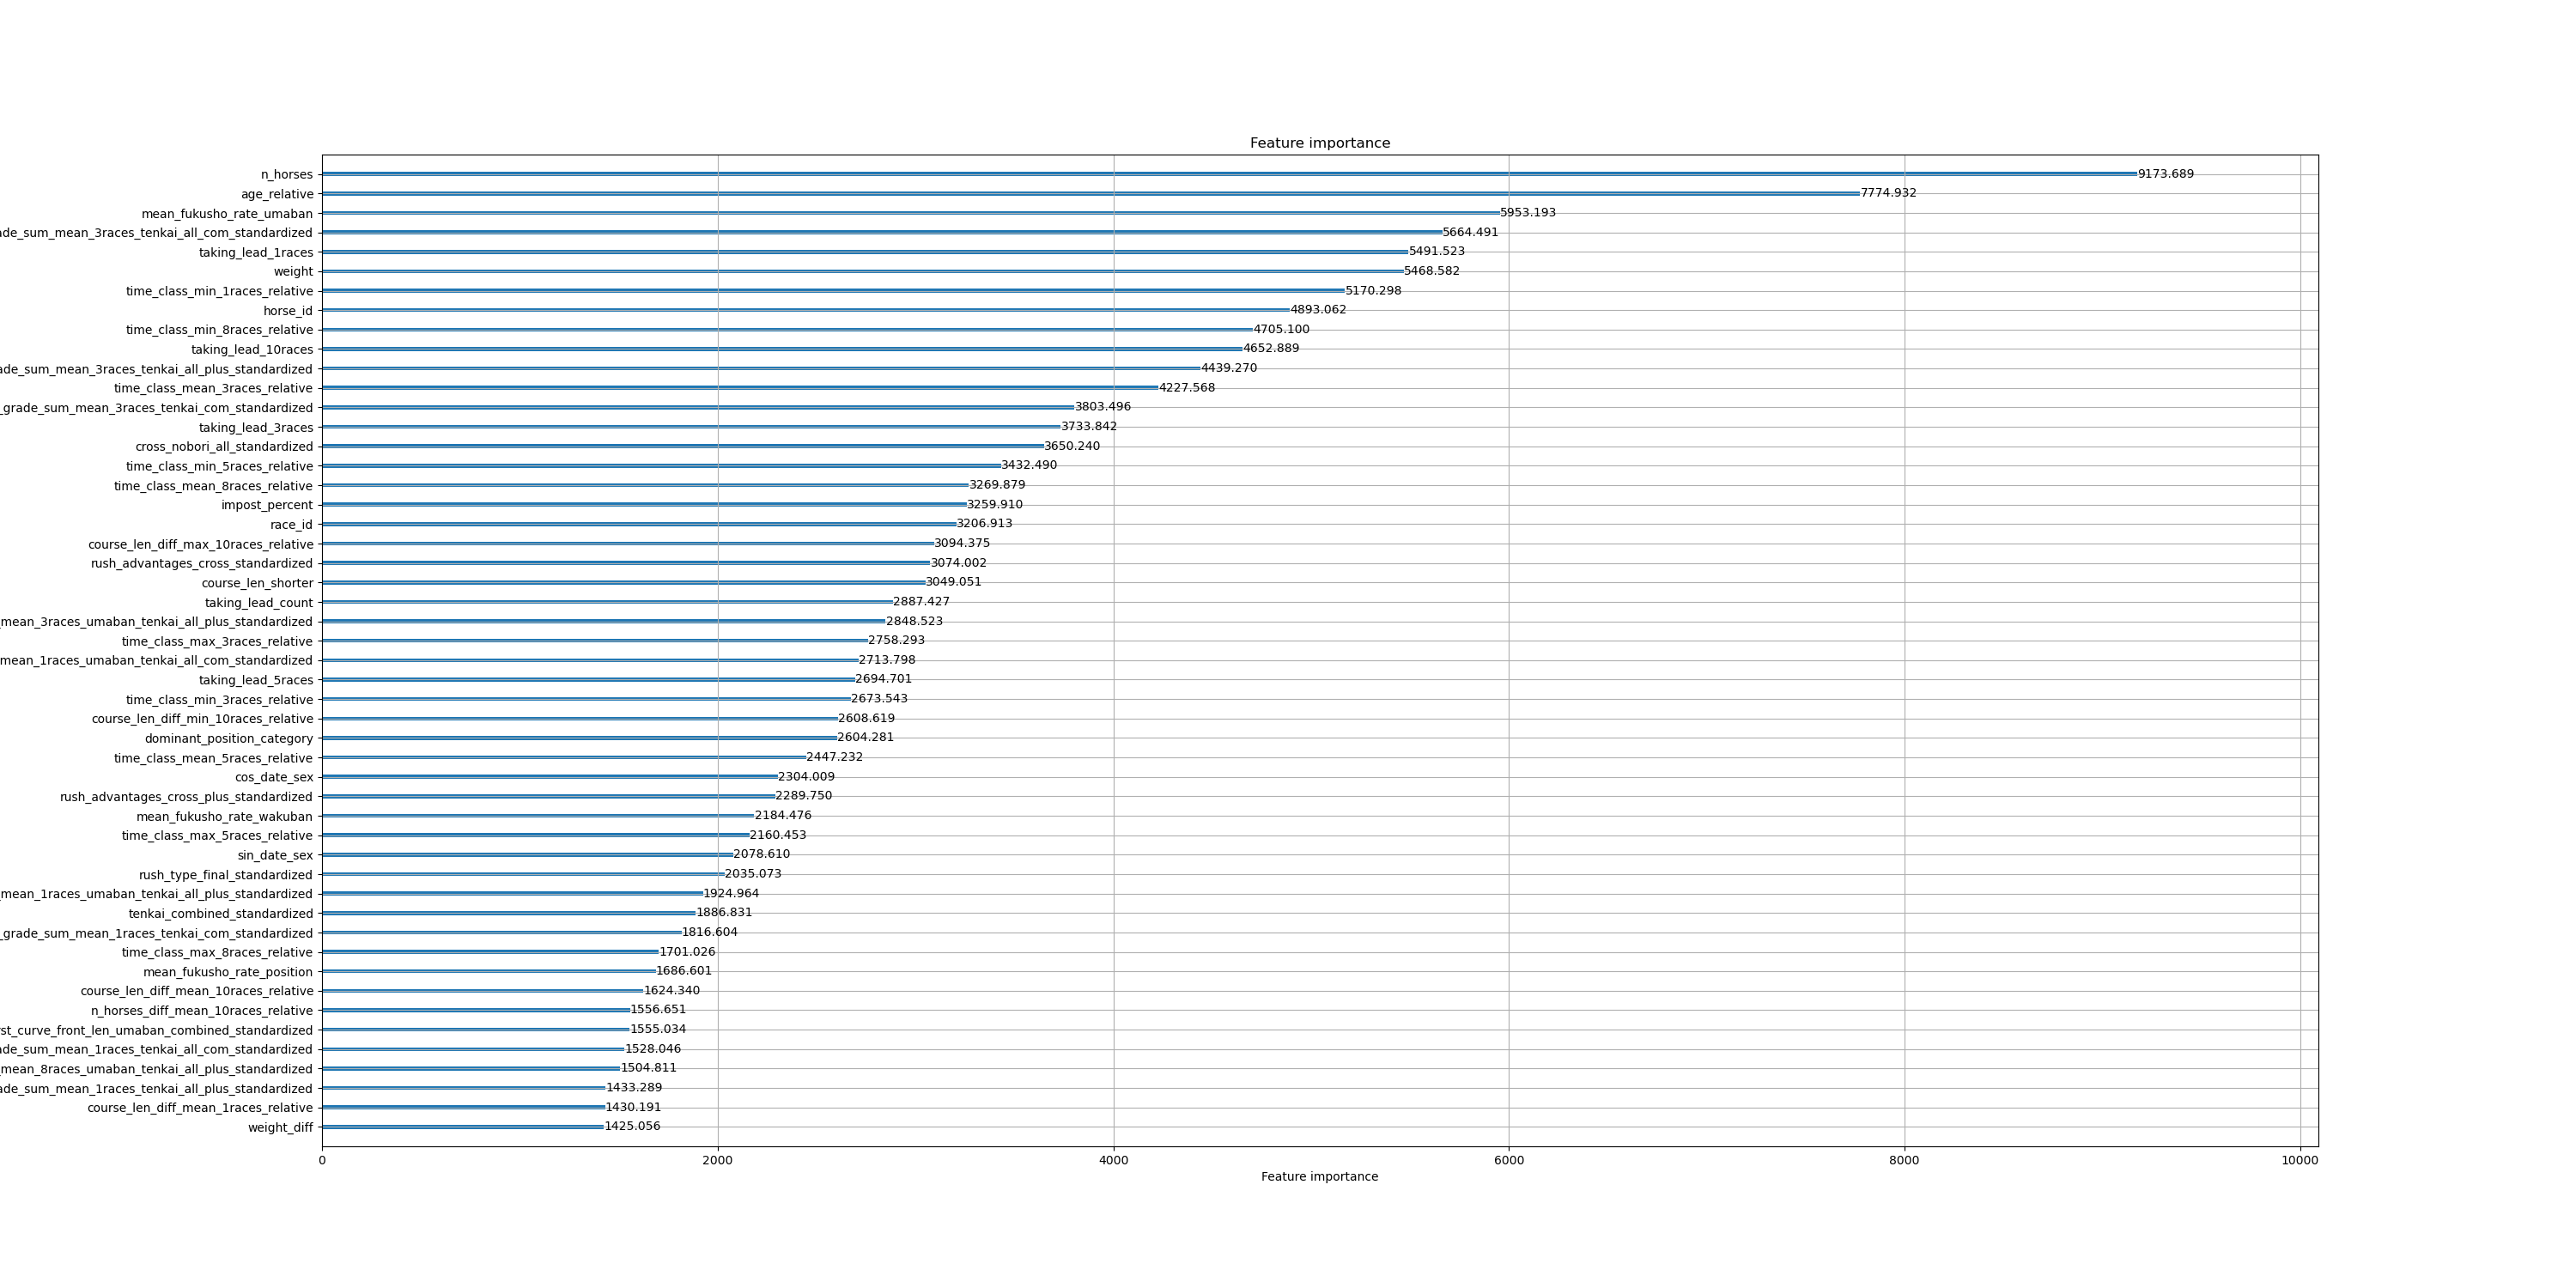 Feature importance
n_horses 9173.689
age_relative 7774.932
mean_fukusho_rate_umaban 5953.193
ade_sum_mean_3races_tenkai_all_com_standardized 5664.491
taking_lead_1races 5491.523
weight 5468.582
time_class_min_1races_relative 5170.298
horse_id 4893.062
time_class_min_8races_relative 4705.100
taking_lead_10races 4652.889
ade_sum_mean_3races_tenkai_all_plus_standardized 4439.270
time_class_mean_3races_relative 4227.568
_grade_sum_mean_3races_tenkai_com_standardized 3803.496
taking_lead_3races 3733.842
cross_nobori_all_standardized 3650.240
time_class_min_5races_relative 3432.490
time_class_mean_8races_relative 3269.879
impost_percent 3259.910
race_id 3206.913
course_len_diff_max_10races_relative 3094.375
rush_advantages_cross_standardized 3074.002
course_len_shorter 3049.051
taking_lead_count 2887.427
_mean_3races_umaban_tenkai_all_plus_standardized 2848.523
time_class_max_3races_relative 2758.293
mean_1races_umaban_tenkai_all_com_standardized 2713.798
taking_lead_5races 2694.701
time_class_min_3races_relative 2673.543
course_len_diff_min_10races_relative 2608.619
dominant_position_category 2604.281
time_class_mean_5races_relative 2447.232
cos_date_sex 2304.009
rush_advantages_cross_plus_standardized 2289.750
mean_fukusho_rate_wakuban 2184.476
time_class_max_5races_relative 2160.453
sin_date_sex 2078.610
rush_type_final_standardized 2035.073
_mean_1races_umaban_tenkai_all_plus_standardized 1924.964
tenkai_combined_standardized 1886.831
_grade_sum_mean_1races_tenkai_com_standardized 1816.604
time_class_max_8races_relative 1701.026
mean_fukusho_rate_position 1686.601
course_len_diff_mean_10races_relative 1624.340
n_horses_diff_mean_10races_relative 1556.651
st_curve_front_len_umaban_combined_standardized 1555.034
ade_sum_mean_1races_tenkai_all_com_standardized 1528.046
_mean_8races_umaban_tenkai_all_plus_standardized 1504.811
ade_sum_mean_1races_tenkai_all_plus_standardized 1433.289
course_len_diff_mean_1races_relative 1430.191
weight_diff 1425.056
0 2000 4000 6000 8000 10000
Feature importance